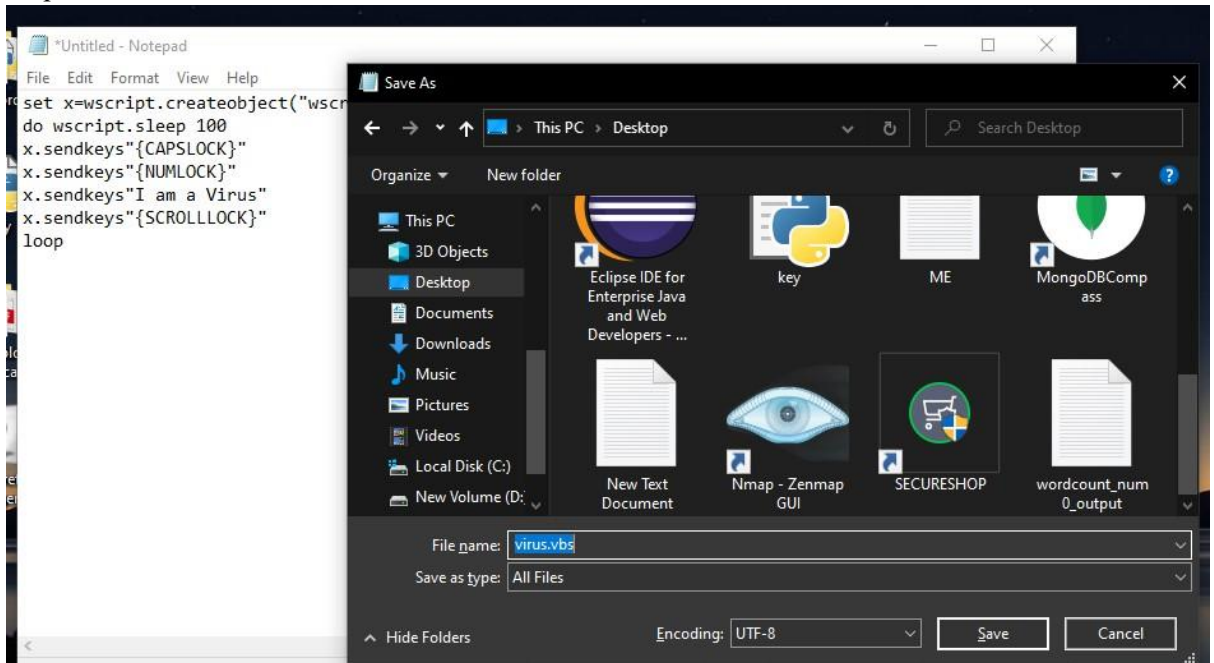 *Untitled - Notepad
File Edit Format View Help
set x=wscript.createobject("wscr
do wscript.sleep 100
x.sendkeys"{CAPSLOCK}"
x.sendkeys"{NUMLOCK}"
x.sendkeys"I am a Virus"
x.sendkeys"{SCROLLLOCK}"
loop
Save As
This PC > Desktop
Search Desktop
Organize
New folder
This PC
3D Objects
Desktop
Documents
Downloads
Music
Pictures
Videos
Local Disk (C:)
New Volume (D:
Eclipse IDE for
Enterprise Java
and Web
Developers - ...
key
ME
MongoDBComp
ass
New Text
Document
Nmap - Zenmap
GUI
SECURESHOP
wordcount_num
0_output
File name: virus.vbs
Save as type: All Files
Hide Folders
Encoding: UTF-8
Save
Cancel